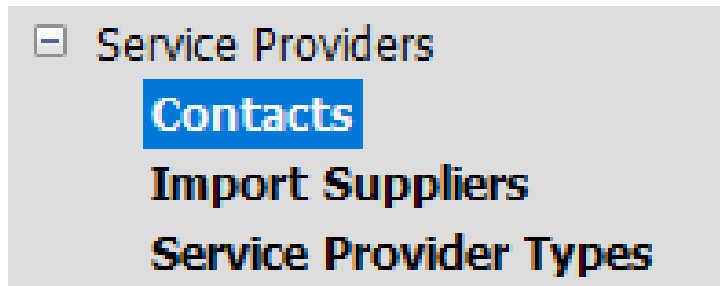 Service Providers
Contacts
Import Suppliers
Service Provider Types